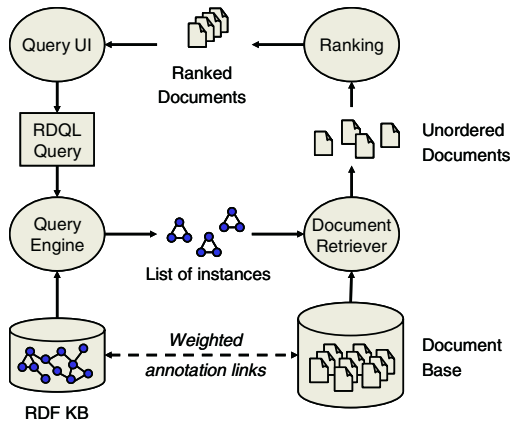 Query UI
Ranking
Ranked
Documents
RDQL
Query
Unordered
Documents
Query
Engine
List of instances
Document
Retriever
Weighted
annotation links
Document
Base
RDF KB